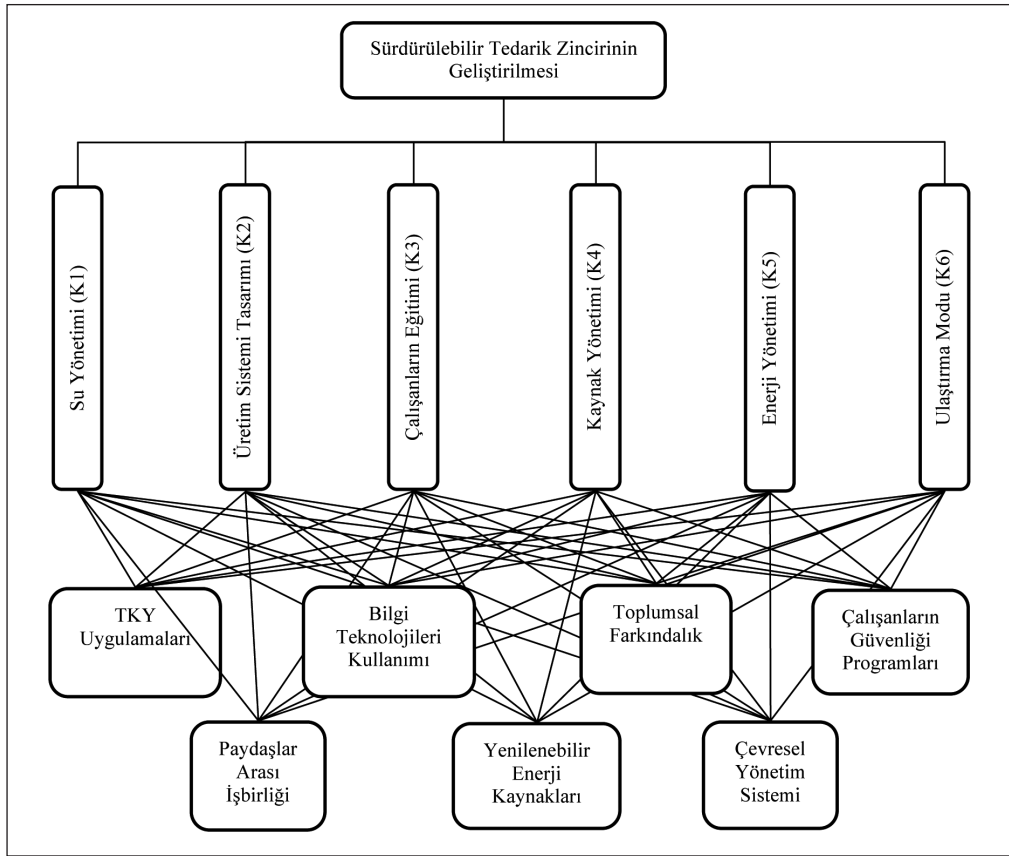 Sürdürülebilir Tedarik Zincirinin
Geliştirilmesi
Su Yönetimi (K1)
Üretim Sistemi Tasarımı (K2)
Çalışanların Eğitimi (K3)
Kaynak Yönetimi (K4)
Enerji Yönetimi (K5)
Ulaştırma Modu (K6)
TKY
Uygulamaları
Bilgi
Teknolojileri
Kullanımı
Toplumsal
Farkındalık
Çalışanların
Güvenliği
Programları
Paydaşlar
Arası
İşbirliği
Yenilenebilir
Enerji
Kaynakları
Çevresel
Yönetim
Sistemi